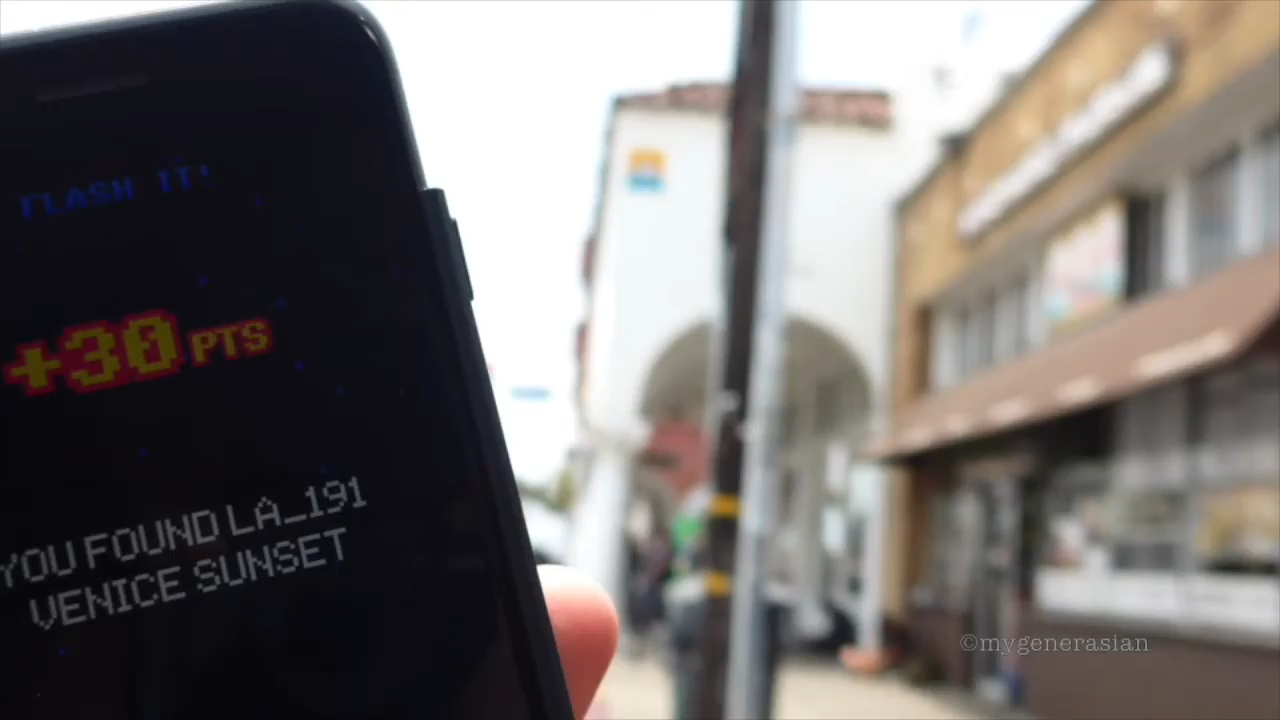 FLASH IT!
+30 PTS
YOU FOUND LA_191
VENICE SUNSET
©mygenerasian